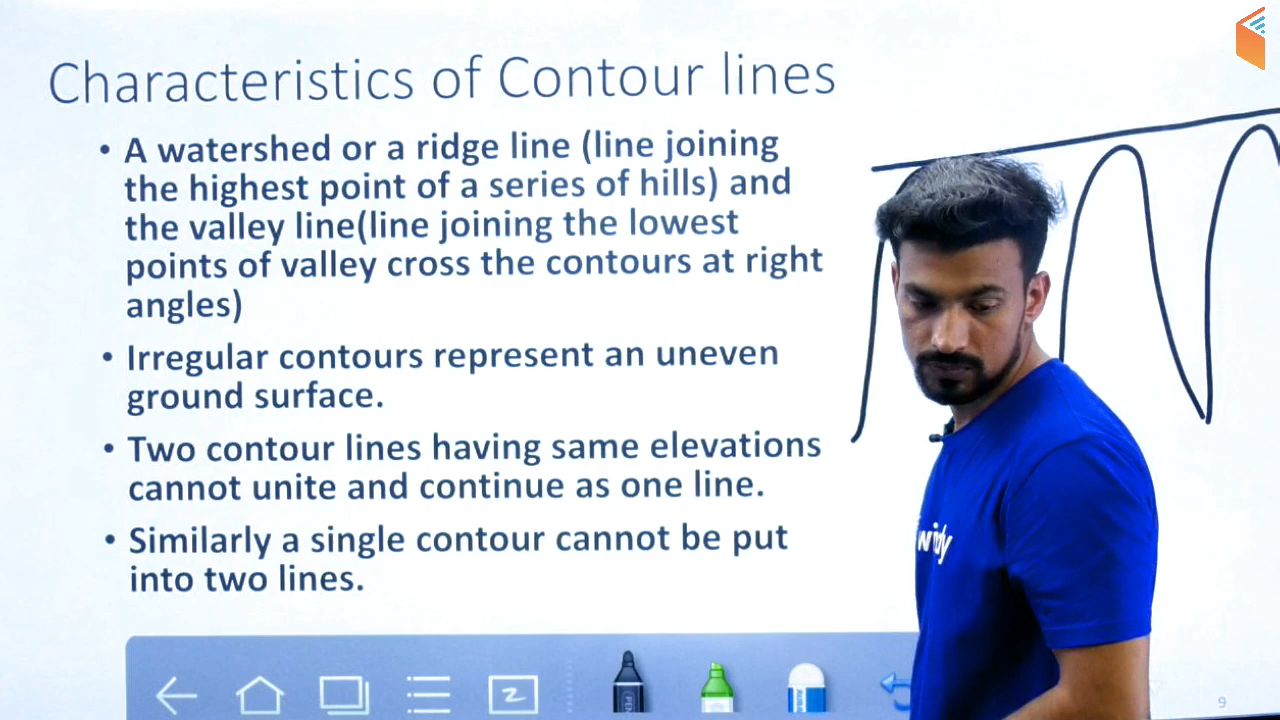 Characteristics of Contour lines
• A watershed or a ridge line (line joining
the highest point of a series of hills) and
the valley line(line joining the lowest
points of valley cross the contours at right
angles)
• Irregular contours represent an uneven
ground surface.
• Two contour lines having same elevations
cannot unite and continue as one line.
• Similarly a single contour cannot be put
into two lines.
9